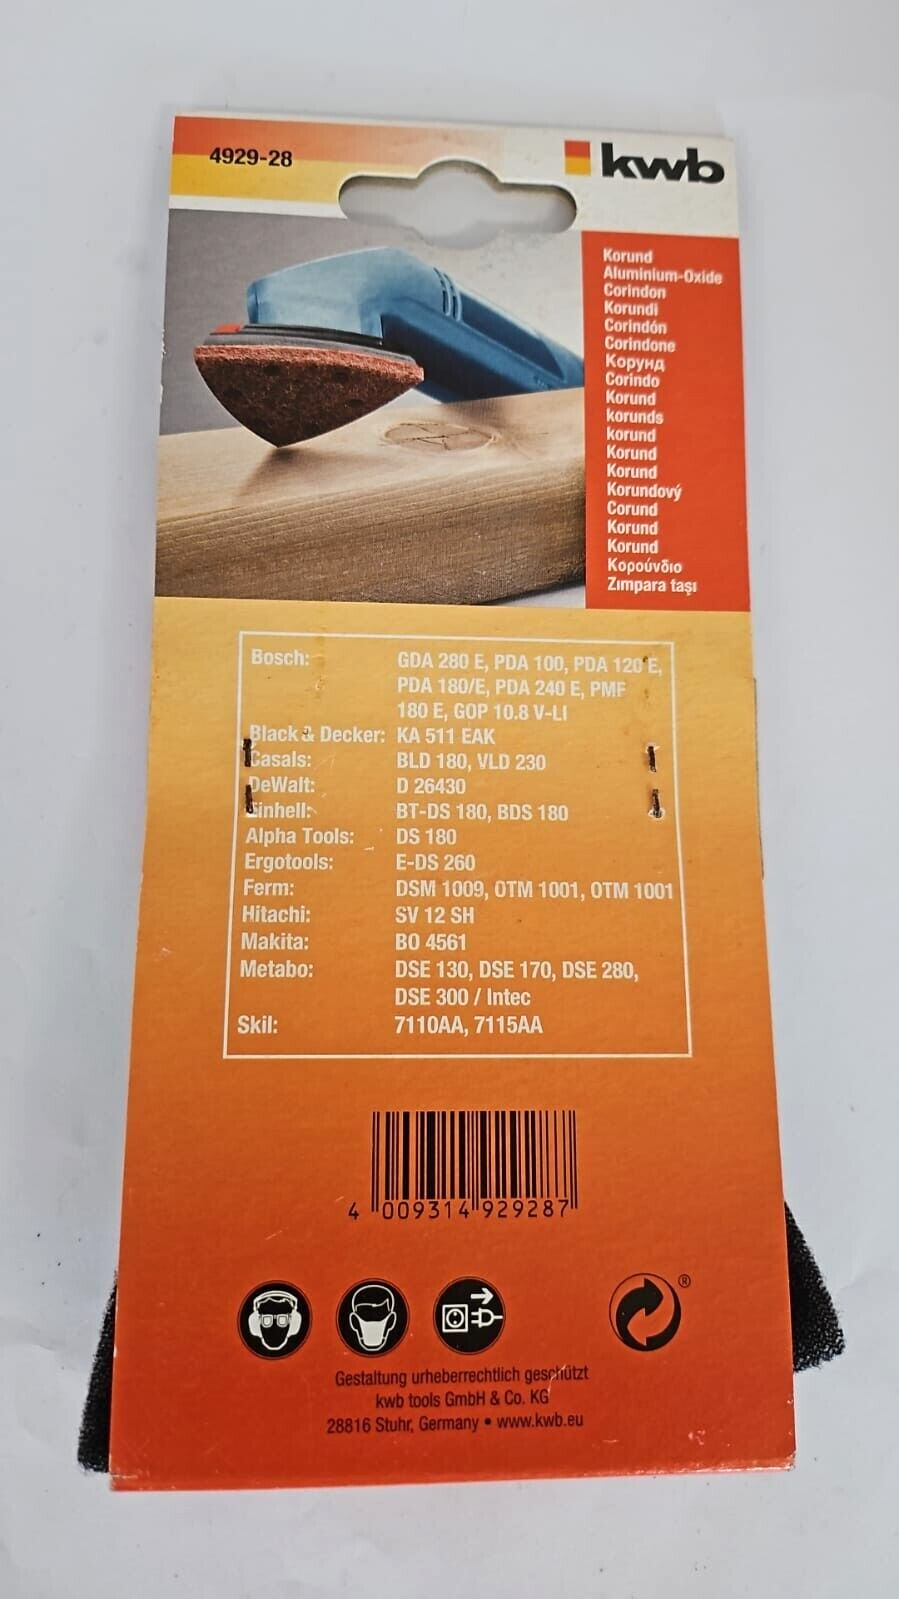 4929-28
kwb
Korund
Aluminium-Oxide
Corindon
Korundi
Corindón
Corindone
Корунд
Corindo
Korund
korunds
korund
Korund
Korund
Korundový
Corund
Korund
Korund
Κορούνδιο
Zımpara taşı
Bosch: GDA 280 E, PDA 100, PDA 120 E,
PDA 180/E, PDA 240 E, PMF
180 E, GOP 10.8 V-LI
Black & Decker: KA 511 EAK
Casals: BLD 180, VLD 230
DeWalt: D 26430
Einhell: BT-DS 180, BDS 180
Alpha Tools: DS 180
Ergotools: E-DS 260
Ferm: DSM 1009, OTM 1001, OTM 1001
Hitachi: SV 12 SH
Makita: BO 4561
Metabo: DSE 130, DSE 170, DSE 280,
DSE 300 / Intec
Skil: 7110AA, 7115AA
4 009314 929287
®
Gestaltung urheberrechtlich geschützt
kwb tools GmbH & Co. KG
28816 Stuhr, Germany • www.kwb.eu